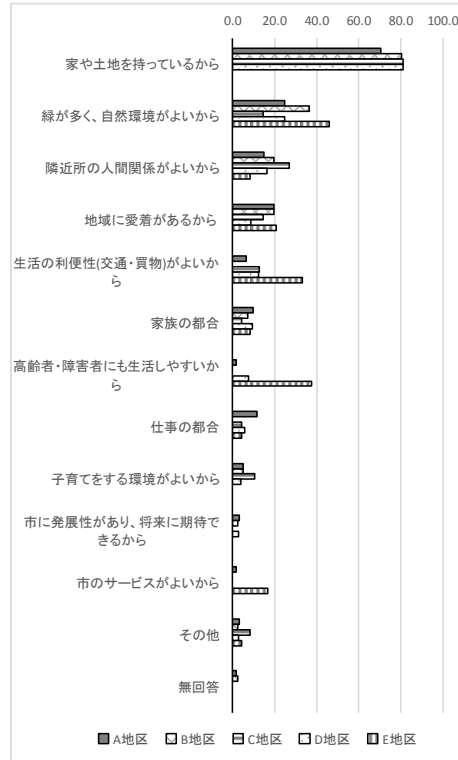 0.0 20.0 40.0 60.0 80.0 100.0
家や土地を持っているから
緑が多く、自然環境がよいから
隣近所の人間関係がよいから
地域に愛着があるから
生活の利便性(交通・買物)がよいか
ら
家族の都合
高齢者・障害者にも生活しやすいか
ら
仕事の都合
子育てをする環境がよいから
市に発展性があり、将来に期待で
きるから
市のサービスがよいから
その他
無回答
A地区 B地区 C地区 D地区 E地区